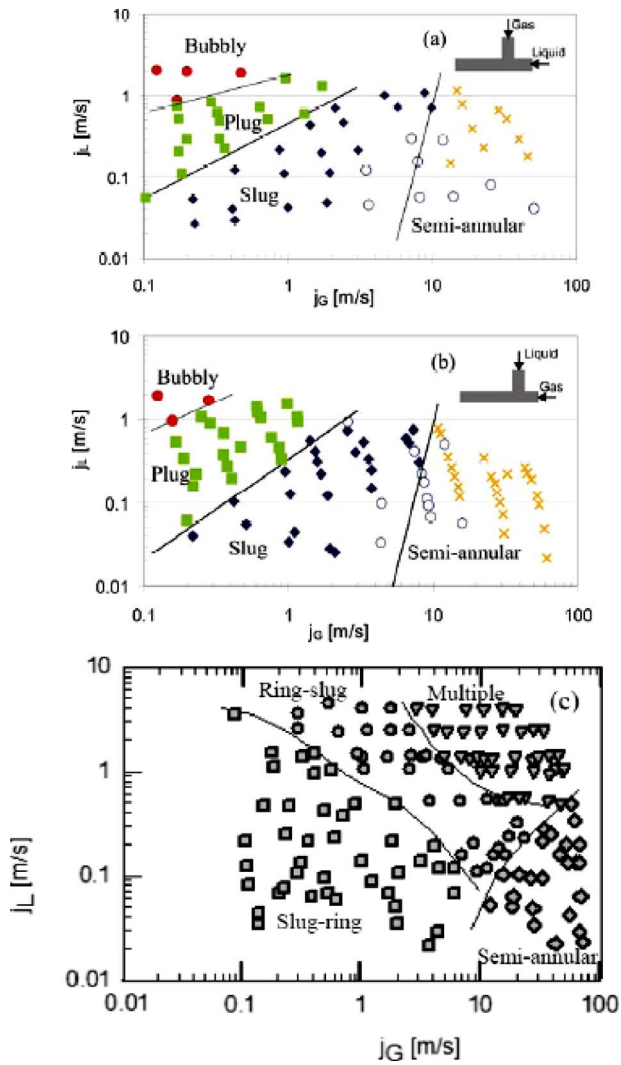 10
Bubbly
(a)
Gas
Liquid
1
Plug
jL [m/s]
0.1
Slug
Semi-annular
0.01
0.1
1
10
100
jG [m/s]
10
(b)
Liquid
Bubbly
Gas
1
Plug
jL [m/s]
0.1
Slug
Semi-annular
0.01
0.1
1
10
100
jG [m/s]
10
Ring-slug
Multiple
(c)
1
jL [m/s]
0.1
Slug-ring
Semi-annular
0.01
0.01
0.1
1
10
100
jG [m/s]